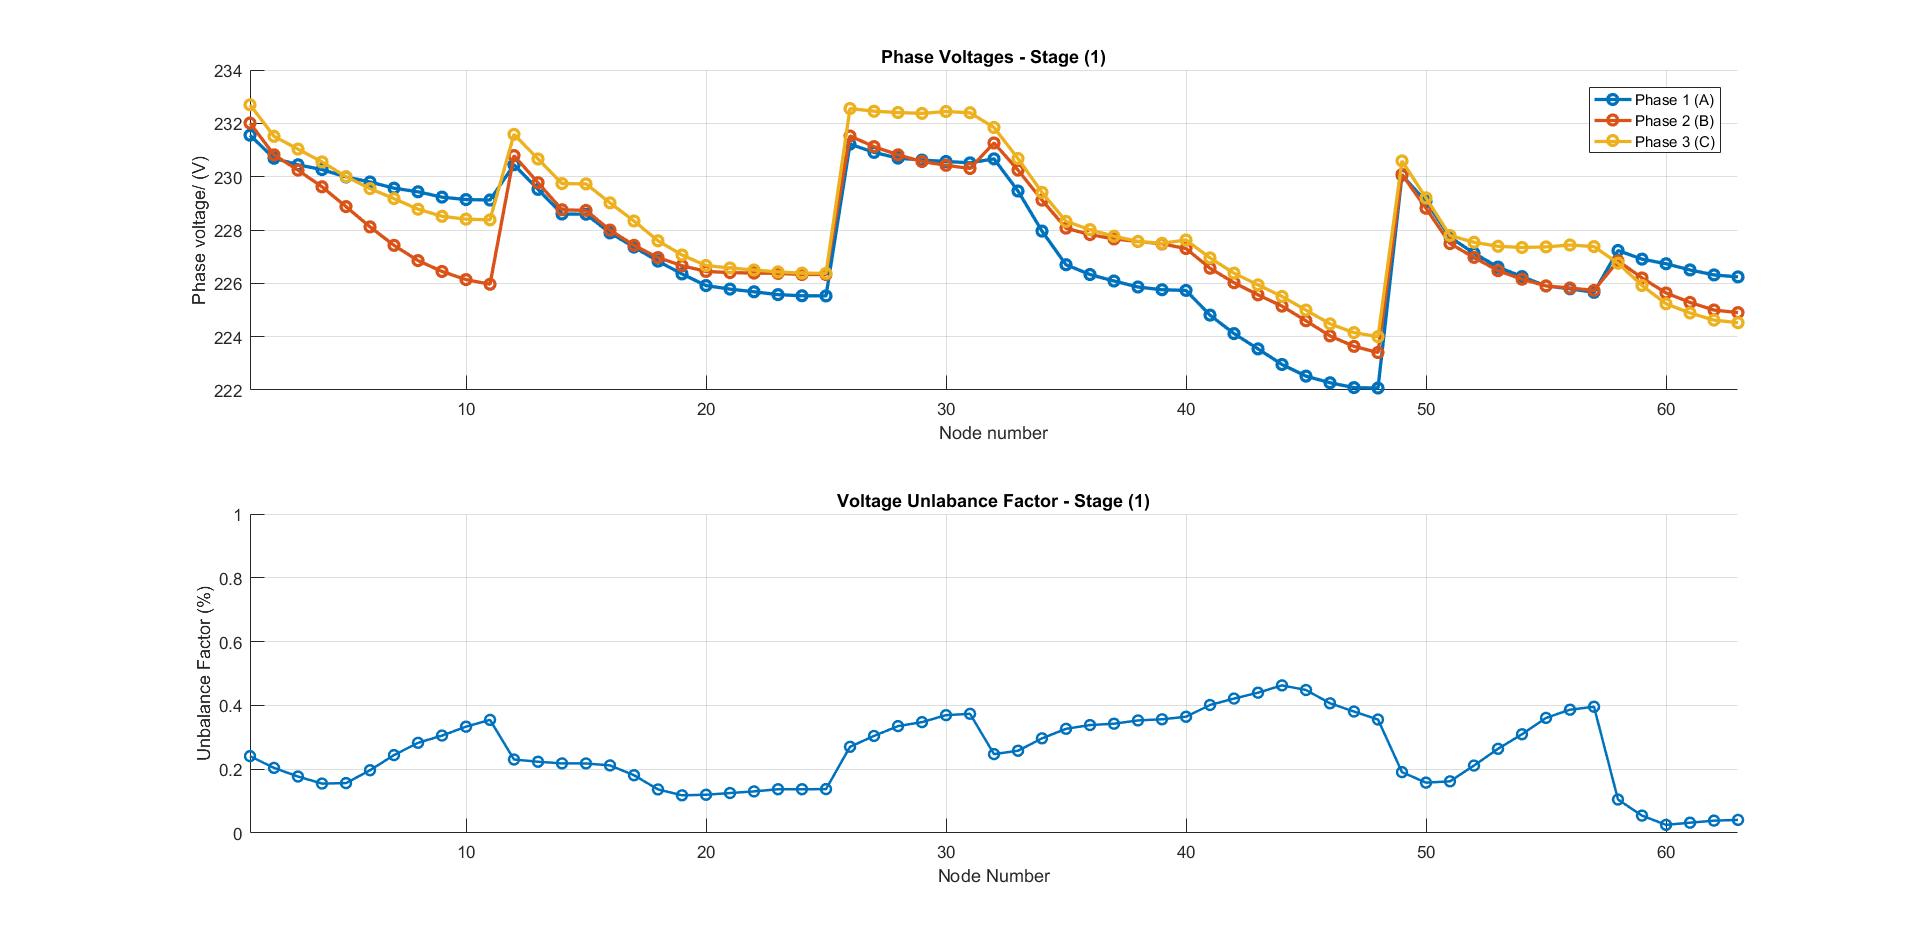 Phase Voltages - Stage (1)
234
232
230
228
226
224
222
Phase voltage/ (V)
10
20
30
40
50
60
Node number
Phase 1 (A)
Phase 2 (B)
Phase 3 (C)
Voltage Unlabance Factor - Stage (1)
1
0.8
0.6
0.4
0.2
0
Unbalance Factor (%)
10
20
30
40
50
60
Node Number